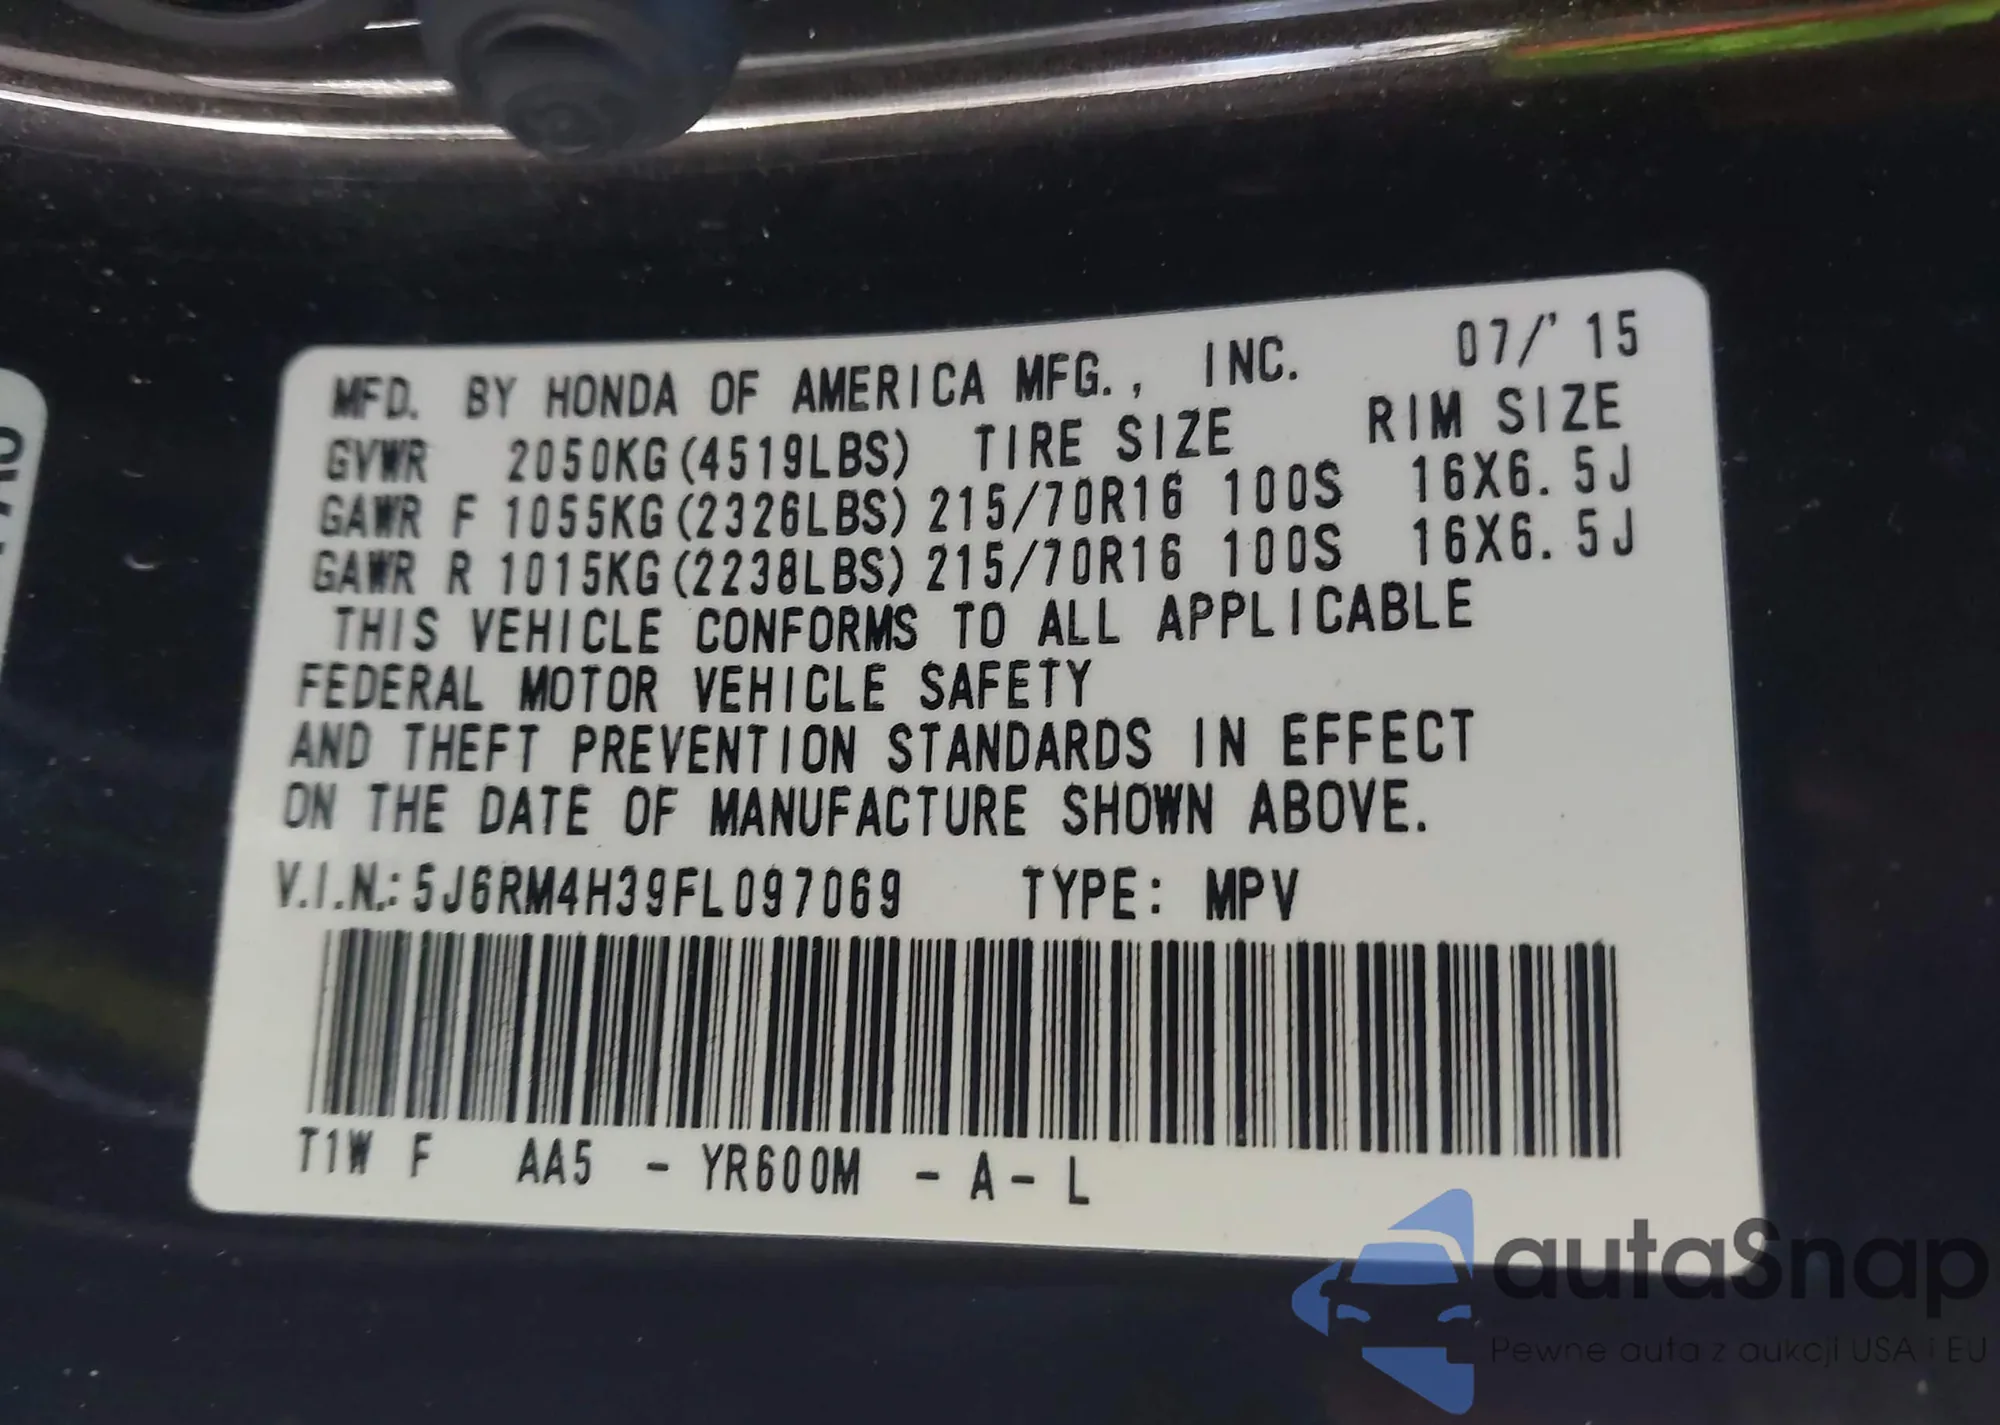 MFD. BY HONDA OF AMERICA MFG., INC. 07/'15
GVWR 2050KG(4519LBS) TIRE SIZE RIM SIZE
GAWR F 1055KG(2326LBS) 215/70R16 100S 16X6.5J
GAWR R 1015KG(2238LBS) 215/70R16 100S 16X6.5J
THIS VEHICLE CONFORMS TO ALL APPLICABLE
FEDERAL MOTOR VEHICLE SAFETY
AND THEFT PREVENTION STANDARDS IN EFFECT
ON THE DATE OF MANUFACTURE SHOWN ABOVE.
V.I.N.: 5J6RM4H39FL097069 TYPE: MPV
T1W F AA5 - YR600M - A - L
autaSnap
Pewne auta z aukcji USA i EU